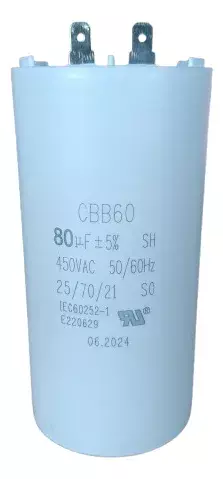 CBB60
80µF ±5% SH
450VAC 50/60Hz
25/70/21 S0
IEC60252-1
E220629
06.2024